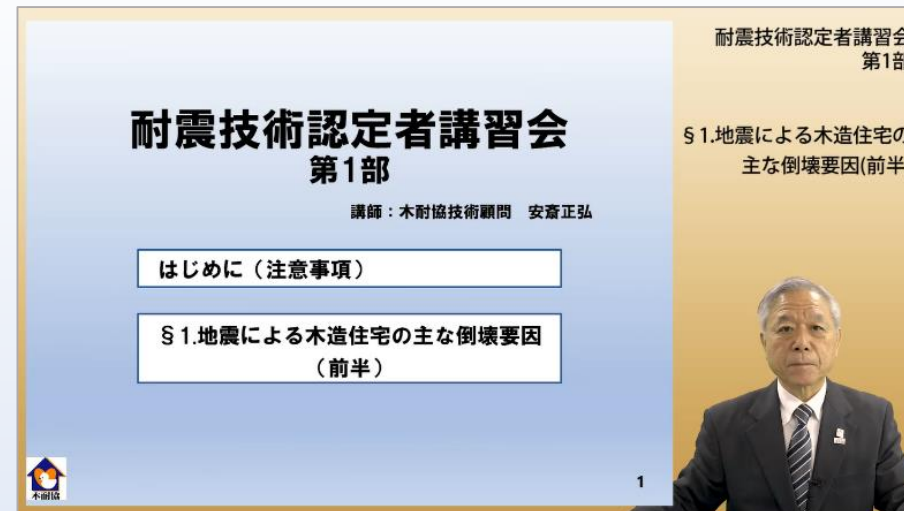 耐震技術認定者講習会
第1部
講師：木耐協技術顧問　安斎正弘
はじめに（注意事項）
§1.地震による木造住宅の主な倒壊要因
（前半）
木耐協
1
耐震技術認定者講習会
第1部
§1.地震による木造住宅の
主な倒壊要因(前半